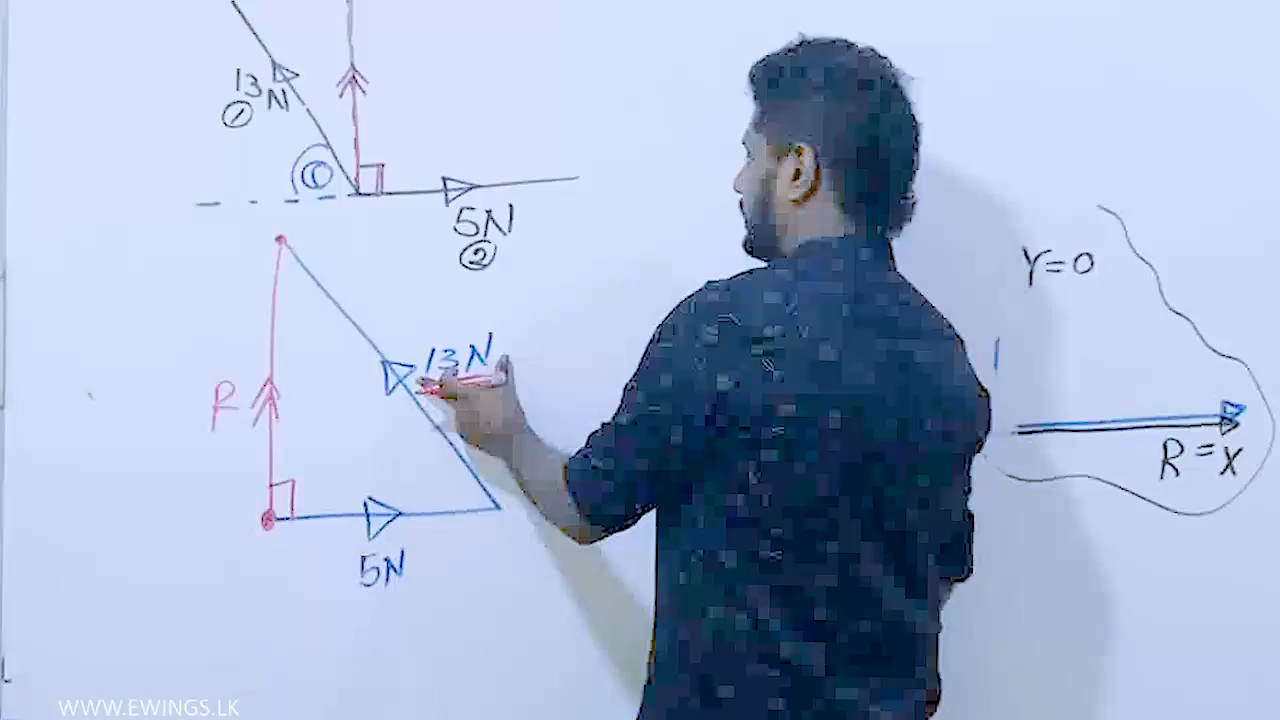 13N
①
5N
②
R
13N
5N
Y=0
R=X
WWW.EWINGS.LK